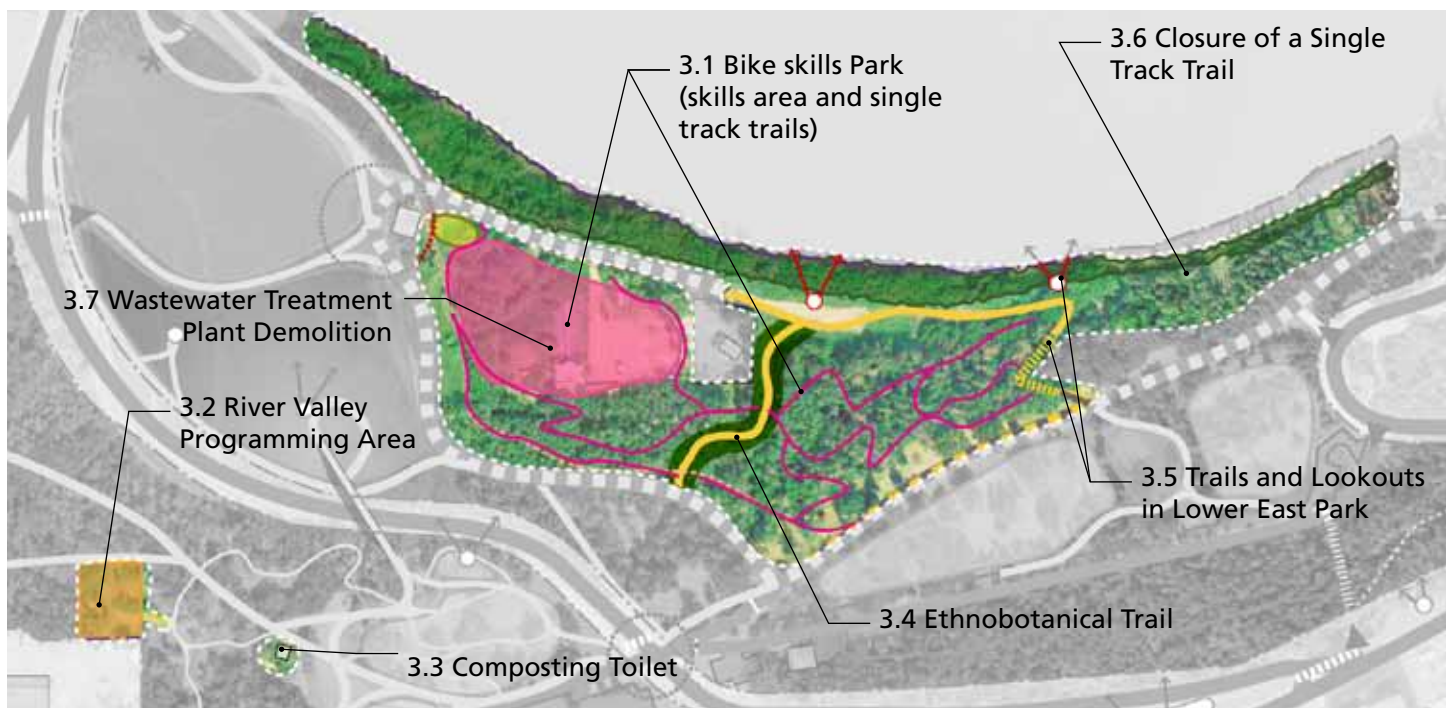 3.6 Closure of a Single
Track Trail
3.1 Bike skills Park
(skills area and single
track trails)
3.7 Wastewater Treatment
Plant Demolition
3.2 River Valley
Programming Area
3.5 Trails and Lookouts
in Lower East Park
3.4 Ethnobotanical Trail
3.3 Composting Toilet